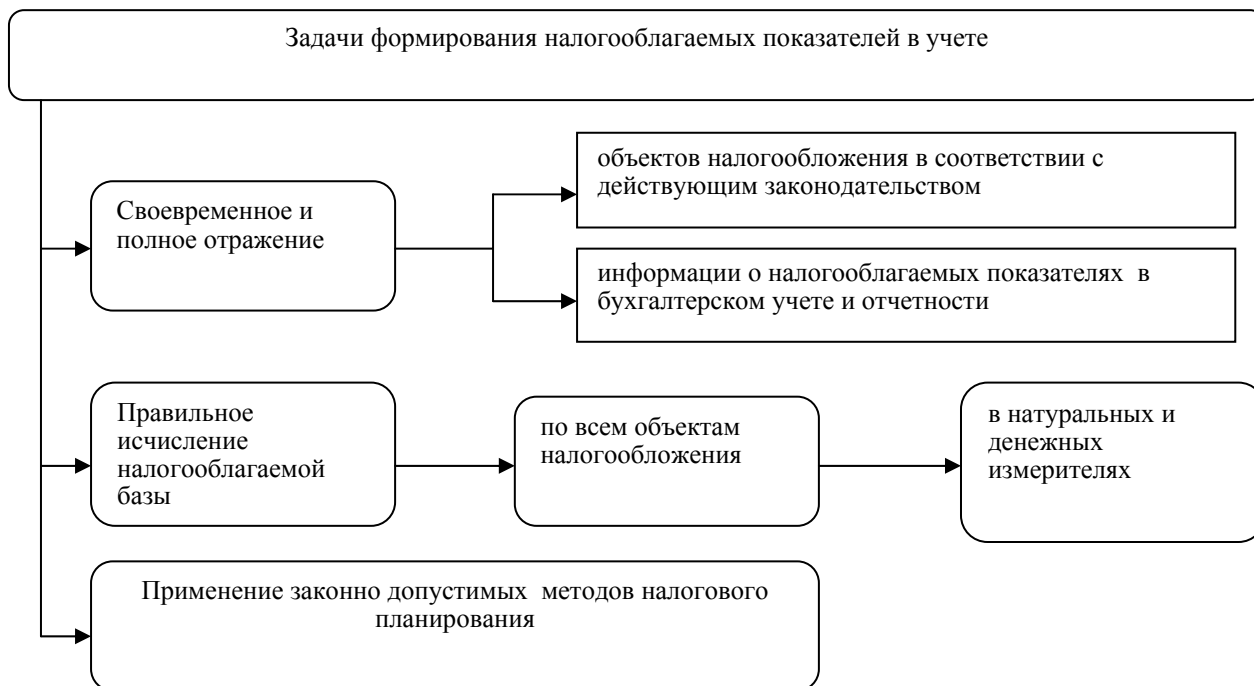 Задачи формирования налогооблагаемых показателей в учете
Своевременное и
полное отражение
объектов налогообложения в соответствии с
действующим законодательством
информации о налогооблагаемых показателях в
бухгалтерском учете и отчетности
Правильное
исчисление
налогооблагаемой
базы
по всем объектам
налогообложения
в натуральных и
денежных
измерителях
Применение законно допустимых методов налогового
планирования